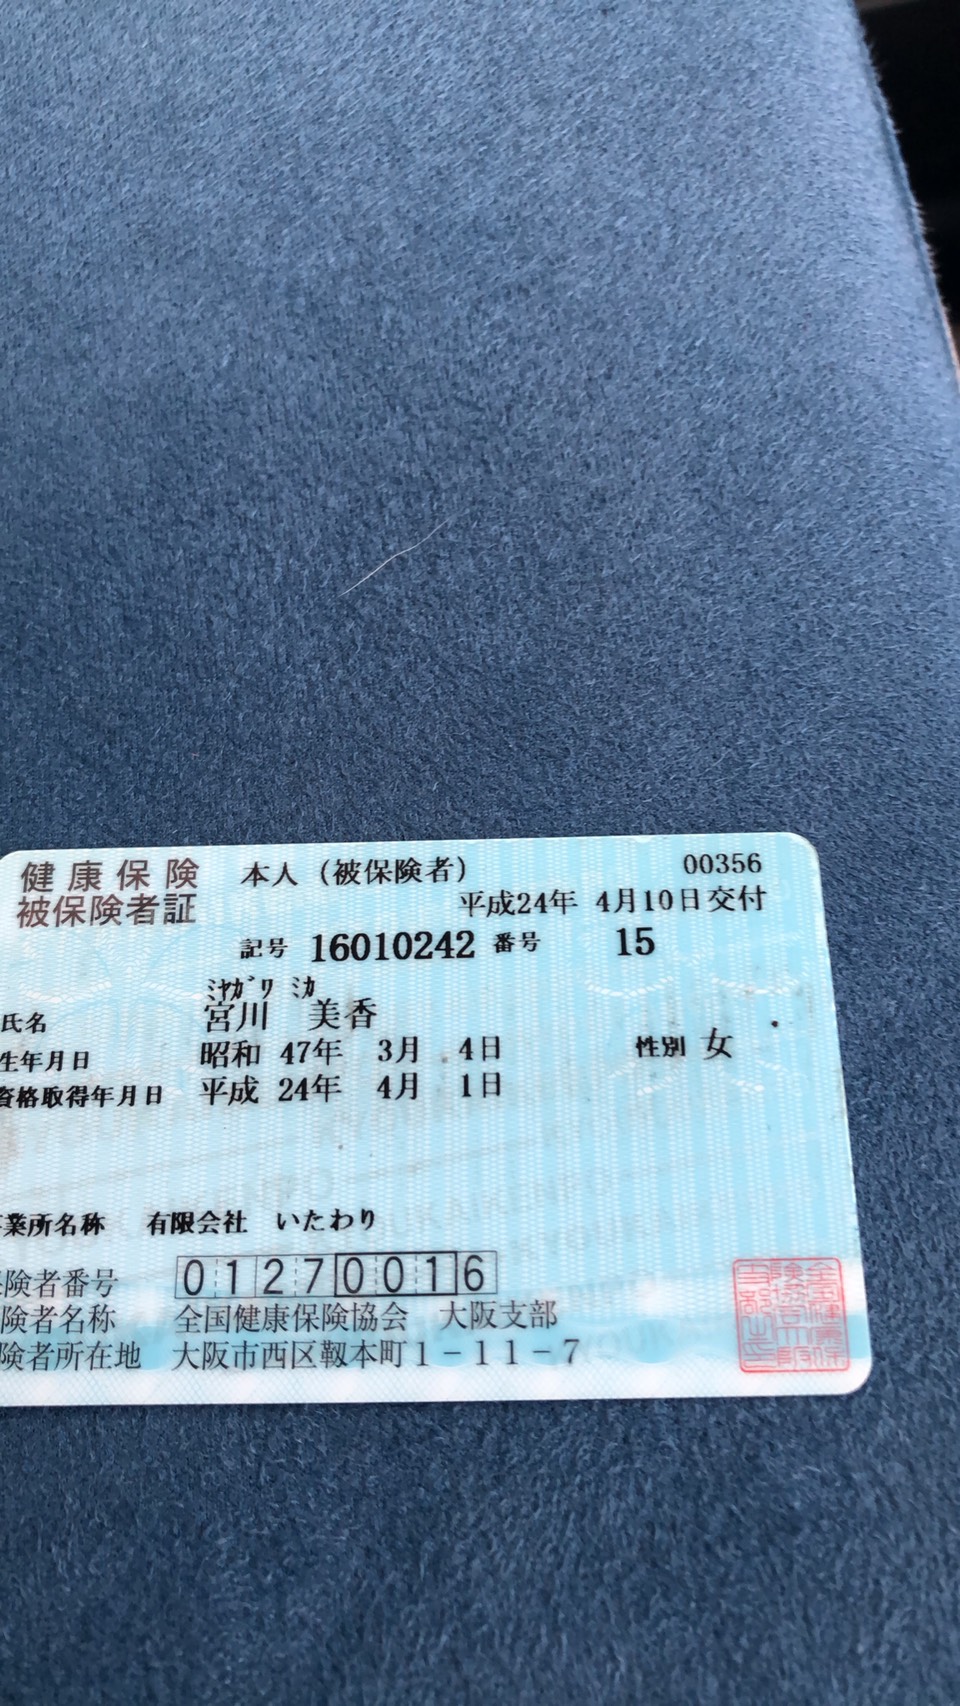 健康保険 本人（被保険者） 00356
被保険者証 平成24年 4月10日交付
記号 16010242 番号 15
ﾐﾔｶﾞﾜ ﾐｶ
氏名 宮川 美香
生年月日 昭和 47年 3月 4日 性別 女
資格取得年月日 平成 24年 4月 1日
業所名称 有限会社 いたわり
険者番号 01270016
険者名称 全国健康保険協会 大阪支部
険者所在地 大阪市西区靱本町１－１１－７